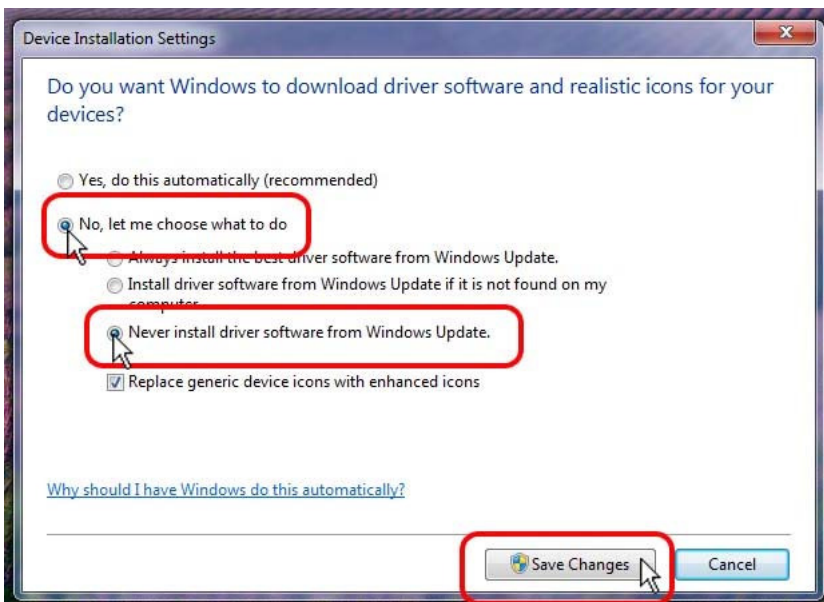 Device Installation Settings
Do you want Windows to download driver software and realistic icons for your
devices?
Yes, do this automatically (recommended)
No, let me choose what to do
Always install the best driver software from Windows Update.
Install driver software from Windows Update if it is not found on my
computer.
Never install driver software from Windows Update.
Replace generic device icons with enhanced icons
Why should I have Windows do this automatically?
Save Changes
Cancel